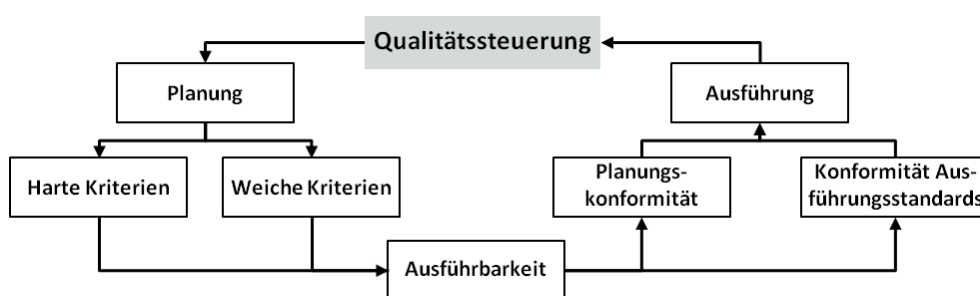 Qualitätssteuerung
Planung
Ausführung
Harte Kriterien
Weiche Kriterien
Planungs-
konformität
Konformität Aus-
führungsstandards
Ausführbarkeit